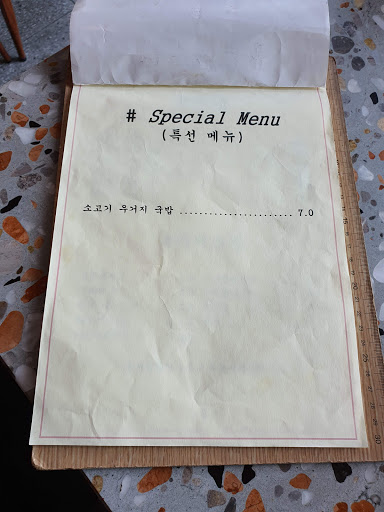 # Special Menu
(특선 메뉴)
소고기 우거지 국밥 ....................... 7.0